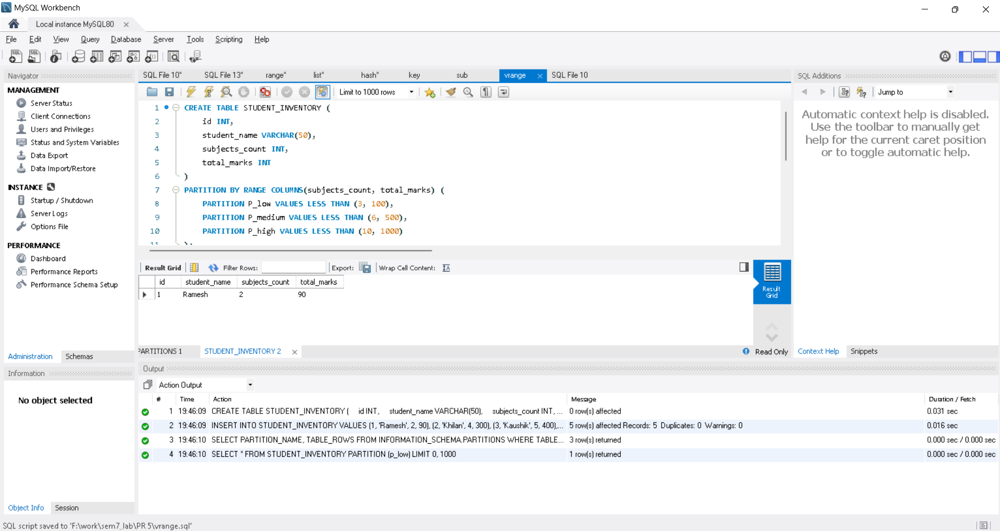 MySQL Workbench
Local instance MySQL80
File Edit View Query Database Server Tools Scripting Help
Navigator
MANAGEMENT
Server Status
Client Connections
Users and Privileges
Status and System Variables
Data Export
Data Import/Restore
INSTANCE
Startup / Shutdown
Server Logs
Options File
PERFORMANCE
Dashboard
Performance Reports
Performance Schema Setup
Administration Schemas
Information
No object selected
Object Info Session
SQL File 10* SQL File 13* range* list* hash* key sub vrange SQL File 10
Limit to 1000 rows
1 CREATE TABLE STUDENT_INVENTORY (
2 id INT,
3 student_name VARCHAR(50),
4 subjects_count INT,
5 total_marks INT
6 )
7 PARTITION BY RANGE COLUMNS(subjects_count, total_marks) (
8 PARTITION P_low VALUES LESS THAN (3, 100),
9 PARTITION P_medium VALUES LESS THAN (6, 500),
10 PARTITION P_high VALUES LESS THAN (10, 1000)
11 );
Result Grid Filter Rows: Export: Wrap Cell Content:
id student_name subjects_count total_marks
1 Ramesh 2 90
Result
Grid
PARTITIONS 1 STUDENT_INVENTORY 2 Read Only
SQL Additions
Jump to
Automatic context help is disabled.
Use the toolbar to manually get
help for the current caret position
or to toggle automatic help.
Context Help Snippets
Output
Action Output
# Time Action Message Duration / Fetch
1 19:46:09 CREATE TABLE STUDENT_INVENTORY ( id INT, student_name VARCHAR(50), subjects_count INT, ... 0 row(s) affected 0.031 sec
2 19:46:09 INSERT INTO STUDENT_INVENTORY VALUES (1, 'Ramesh', 2, 90), (2, 'Khilan', 4, 300), (3, 'Kaushik', 5, 400),... 5 row(s) affected Records: 5 Duplicates: 0 Warnings: 0 0.016 sec
3 19:46:10 SELECT PARTITION_NAME, TABLE_ROWS FROM INFORMATION_SCHEMA.PARTITIONS WHERE TABLE... 3 row(s) returned 0.000 sec / 0.000 sec
4 19:46:10 SELECT * FROM STUDENT_INVENTORY PARTITION (p_low) LIMIT 0, 1000 1 row(s) returned 0.000 sec / 0.000 sec
SQL script saved to 'F:\work\sem7_lab\PR 5\vrange.sql'